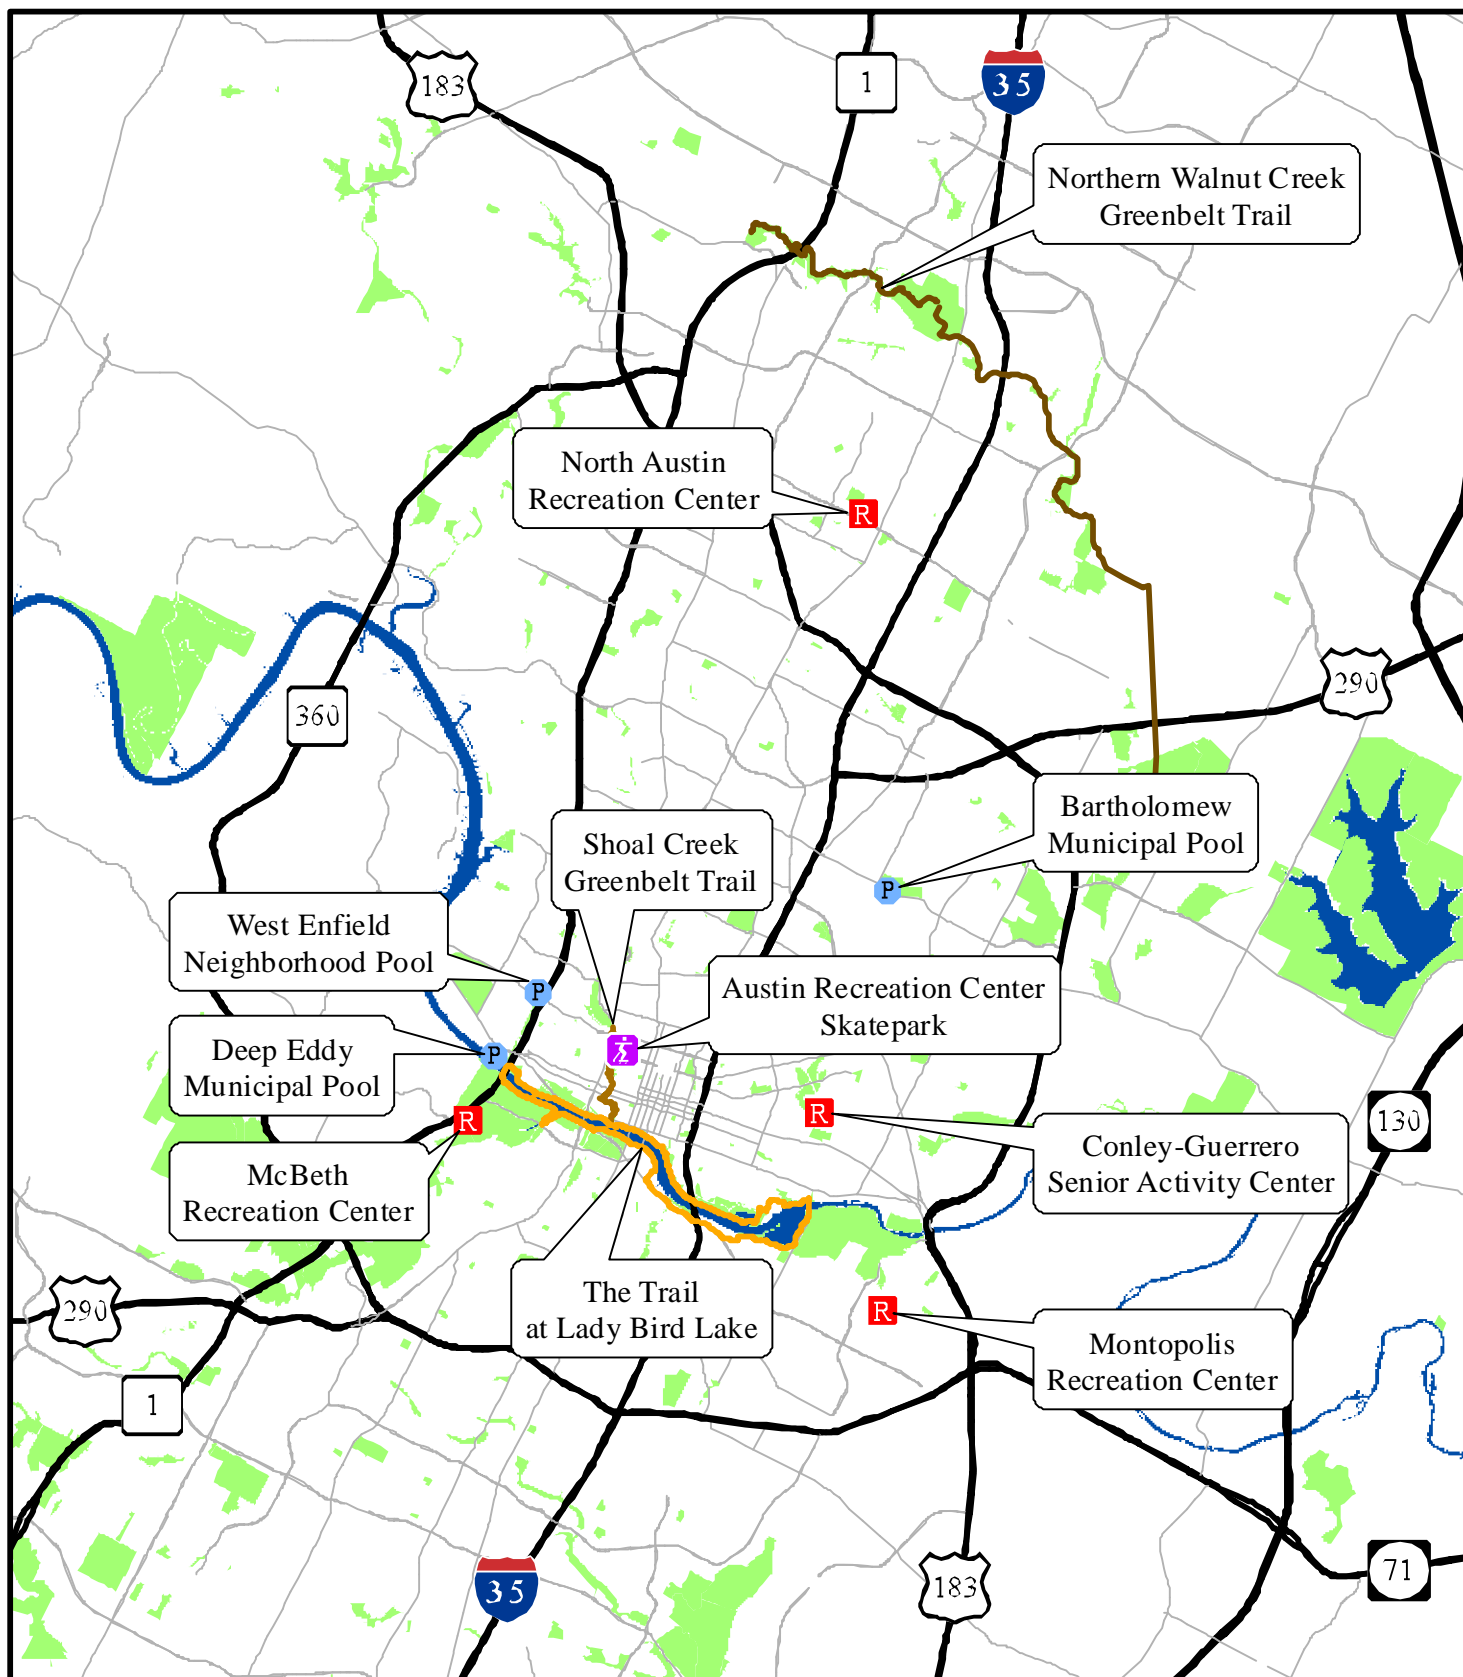 183
1
35
Northern Walnut Creek
Greenbelt Trail
North Austin
Recreation Center
R
290
360
Bartholomew
Municipal Pool
P
Shoal Creek
Greenbelt Trail
West Enfield
Neighborhood Pool
P
Austin Recreation Center
Skatepark
Deep Eddy
Municipal Pool
P
R
McBeth
Recreation Center
R
Conley-Guerrero
Senior Activity Center
130
The Trail
at Lady Bird Lake
290
R
Montopolis
Recreation Center
1
35
183
71